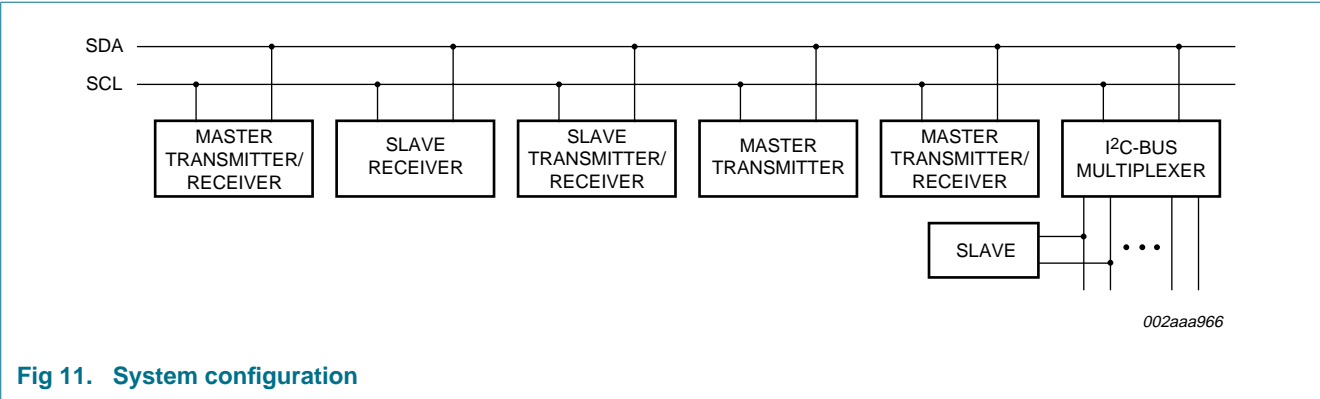 SDA
SCL
MASTER
TRANSMITTER/
RECEIVER
SLAVE
RECEIVER
SLAVE
TRANSMITTER/
RECEIVER
MASTER
TRANSMITTER
MASTER
TRANSMITTER/
RECEIVER
I²C-BUS
MULTIPLEXER
SLAVE
002aaa966
Fig 11. System configuration